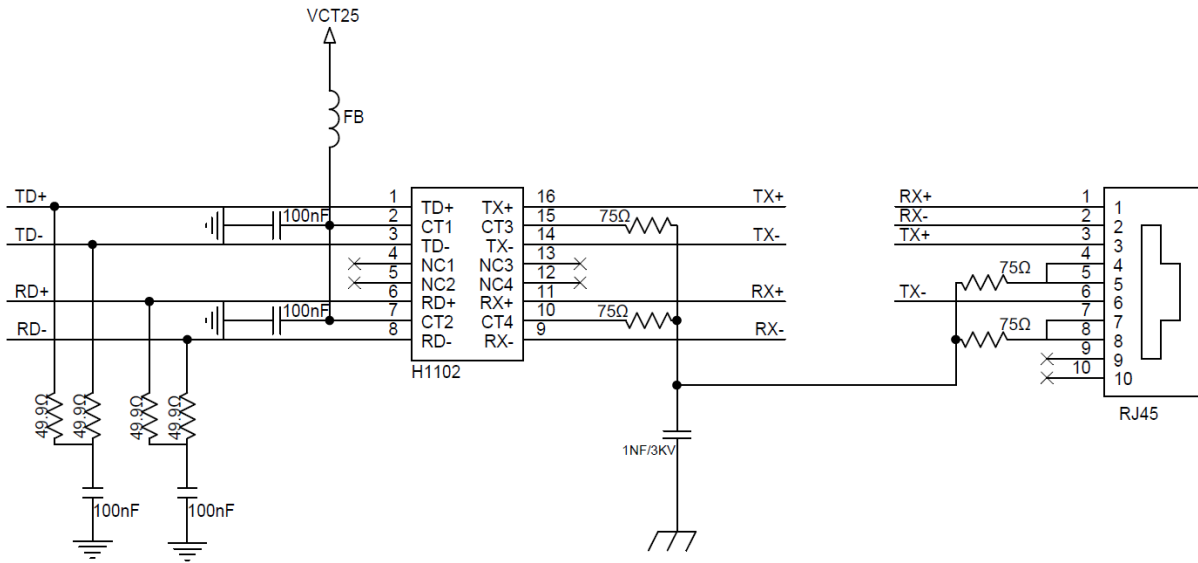 VCT25
FB
TD+ 1 16 TX+ RX+ 1
100nF 2 TD+ TX+ 15 75Ω RX- 2 1
TD- 3 CT1 CT3 14 TX- TX+ 3 2
4 TD- TX- 13 4 3
5 NC1 NC3 12 75Ω 5 4
RD+ 6 NC2 NC4 11 RX+ TX- 6 5
100nF 7 RD+ RX+ 10 75Ω 75Ω 7 6
RD- 8 CT2 CT4 9 RX- 8 7
RD- RX- 9 8
H1102 10 9
10
49.9Ω 49.9Ω 49.9Ω 49.9Ω RJ45
1NF/3KV
100nF 100nF